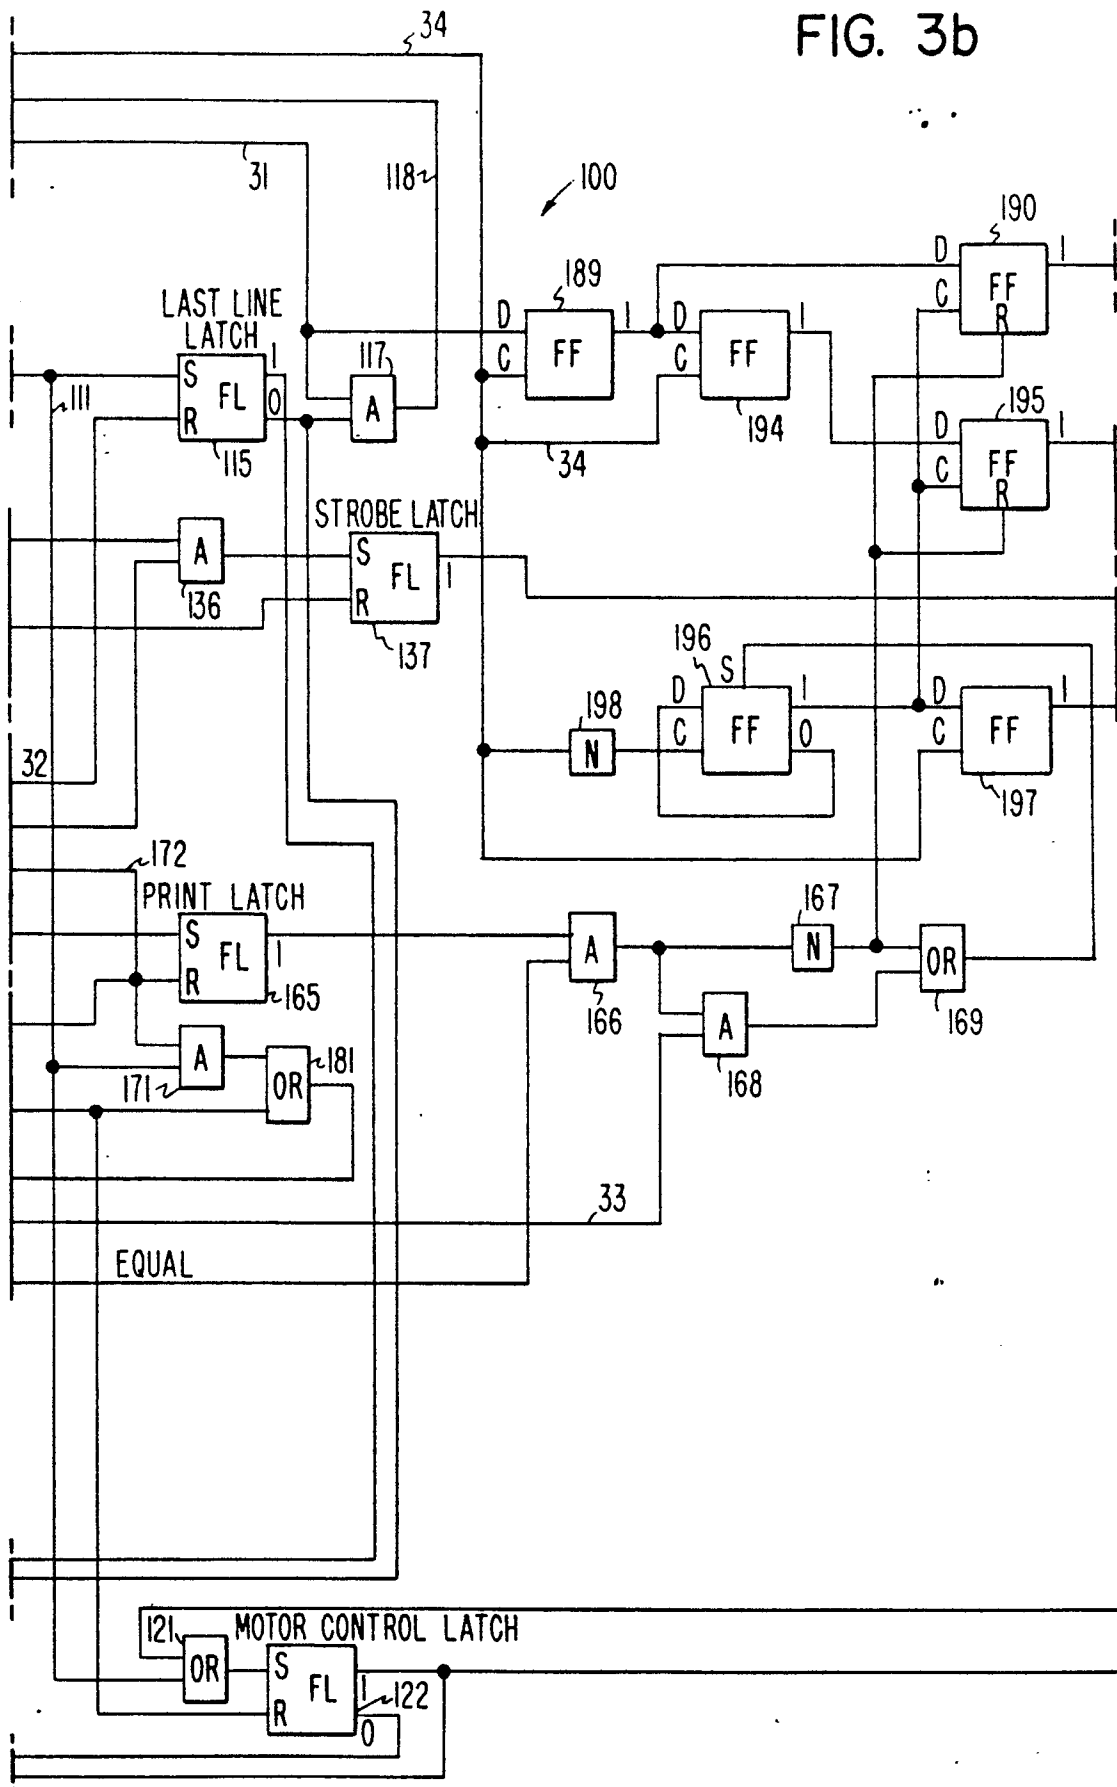 FIG. 3b
34
31
118
100
190
D 1
C FF
R
189
D 1 D 1
C FF C FF
194
LAST LINE
LATCH
S 1
FL
R 0
115
111
117
A
34
195
D 1
C FF
R
STROBE LATCH
A
136
S
FL 1
R
137
196
S
D 1 D 1
198
N
C FF 0 C FF
197
32
172
PRINT LATCH
S
FL 1
R
165
A
166
167
N
OR
169
A
168
A
171
181
OR
33
EQUAL
121
MOTOR CONTROL LATCH
OR
S
FL 1
R 122
0